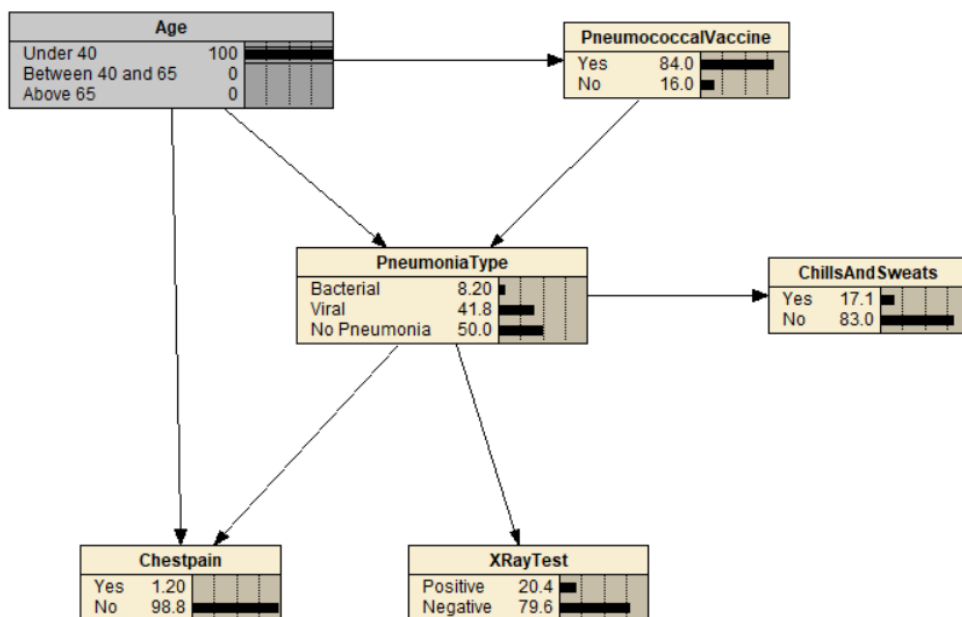 Age
Under 40 100
Between 40 and 65 0
Above 65 0
PneumococcalVaccine
Yes 84.0
No 16.0
PneumoniaType
Bacterial 8.20
Viral 41.8
No Pneumonia 50.0
ChillsAndSweats
Yes 17.1
No 83.0
Chestpain
Yes 1.20
No 98.8
XRayTest
Positive 20.4
Negative 79.6